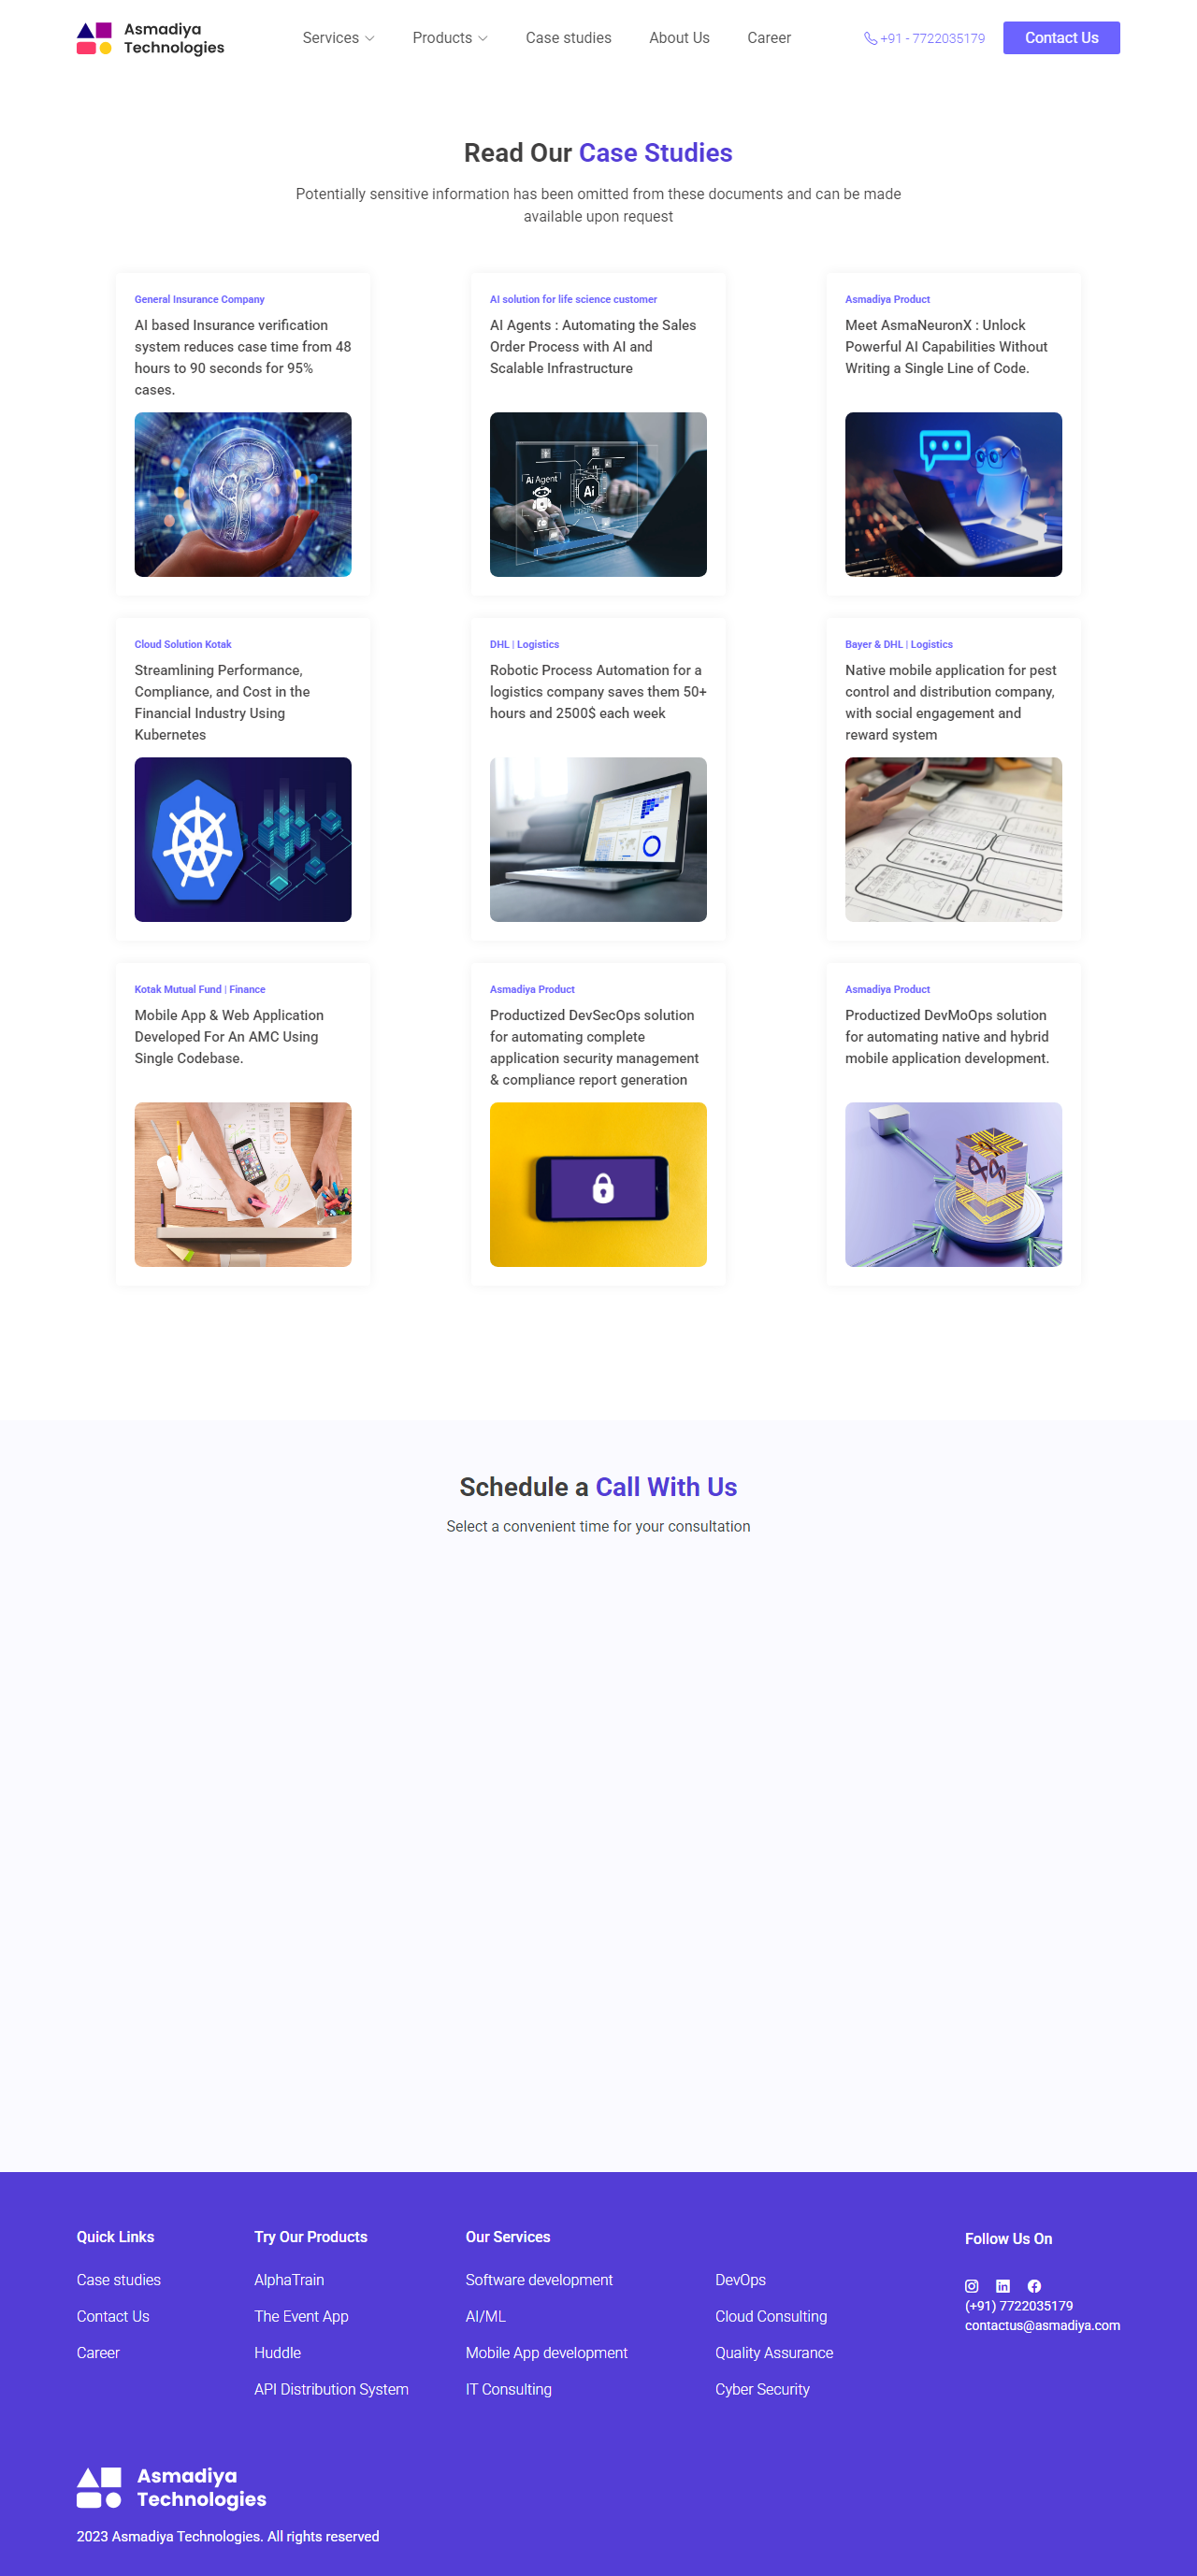 Asmadiya
Technologies
Services
Products
Case studies
About Us
Career
+91 - 7722035179
Contact Us
Read Our Case Studies
Potentially sensitive information has been omitted from these documents and can be made
available upon request
General Insurance Company
AI based Insurance verification
system reduces case time from 48
hours to 90 seconds for 95%
cases.
AI solution for life science customer
AI Agents : Automating the Sales
Order Process with AI and
Scalable Infrastructure
Ai Agent
Ai
Asmadiya Product
Meet AsmaNeuronX : Unlock
Powerful AI Capabilities Without
Writing a Single Line of Code.
Cloud Solution Kotak
Streamlining Performance,
Compliance, and Cost in the
Financial Industry Using
Kubernetes
DHL | Logistics
Robotic Process Automation for a
logistics company saves them 50+
hours and 2500$ each week
Bayer & DHL | Logistics
Native mobile application for pest
control and distribution company,
with social engagement and
reward system
Kotak Mutual Fund | Finance
Mobile App & Web Application
Developed For An AMC Using
Single Codebase.
Asmadiya Product
Productized DevSecOps solution
for automating complete
application security management
& compliance report generation
Asmadiya Product
Productized DevMoOps solution
for automating native and hybrid
mobile application development.
Schedule a Call With Us
Select a convenient time for your consultation
Quick Links
Case studies
Contact Us
Career
Try Our Products
AlphaTrain
The Event App
Huddle
API Distribution System
Our Services
Software development
AI/ML
Mobile App development
IT Consulting
DevOps
Cloud Consulting
Quality Assurance
Cyber Security
Follow Us On
(+91) 7722035179
contactus@asmadiya.com
Asmadiya
Technologies
2023 Asmadiya Technologies. All rights reserved